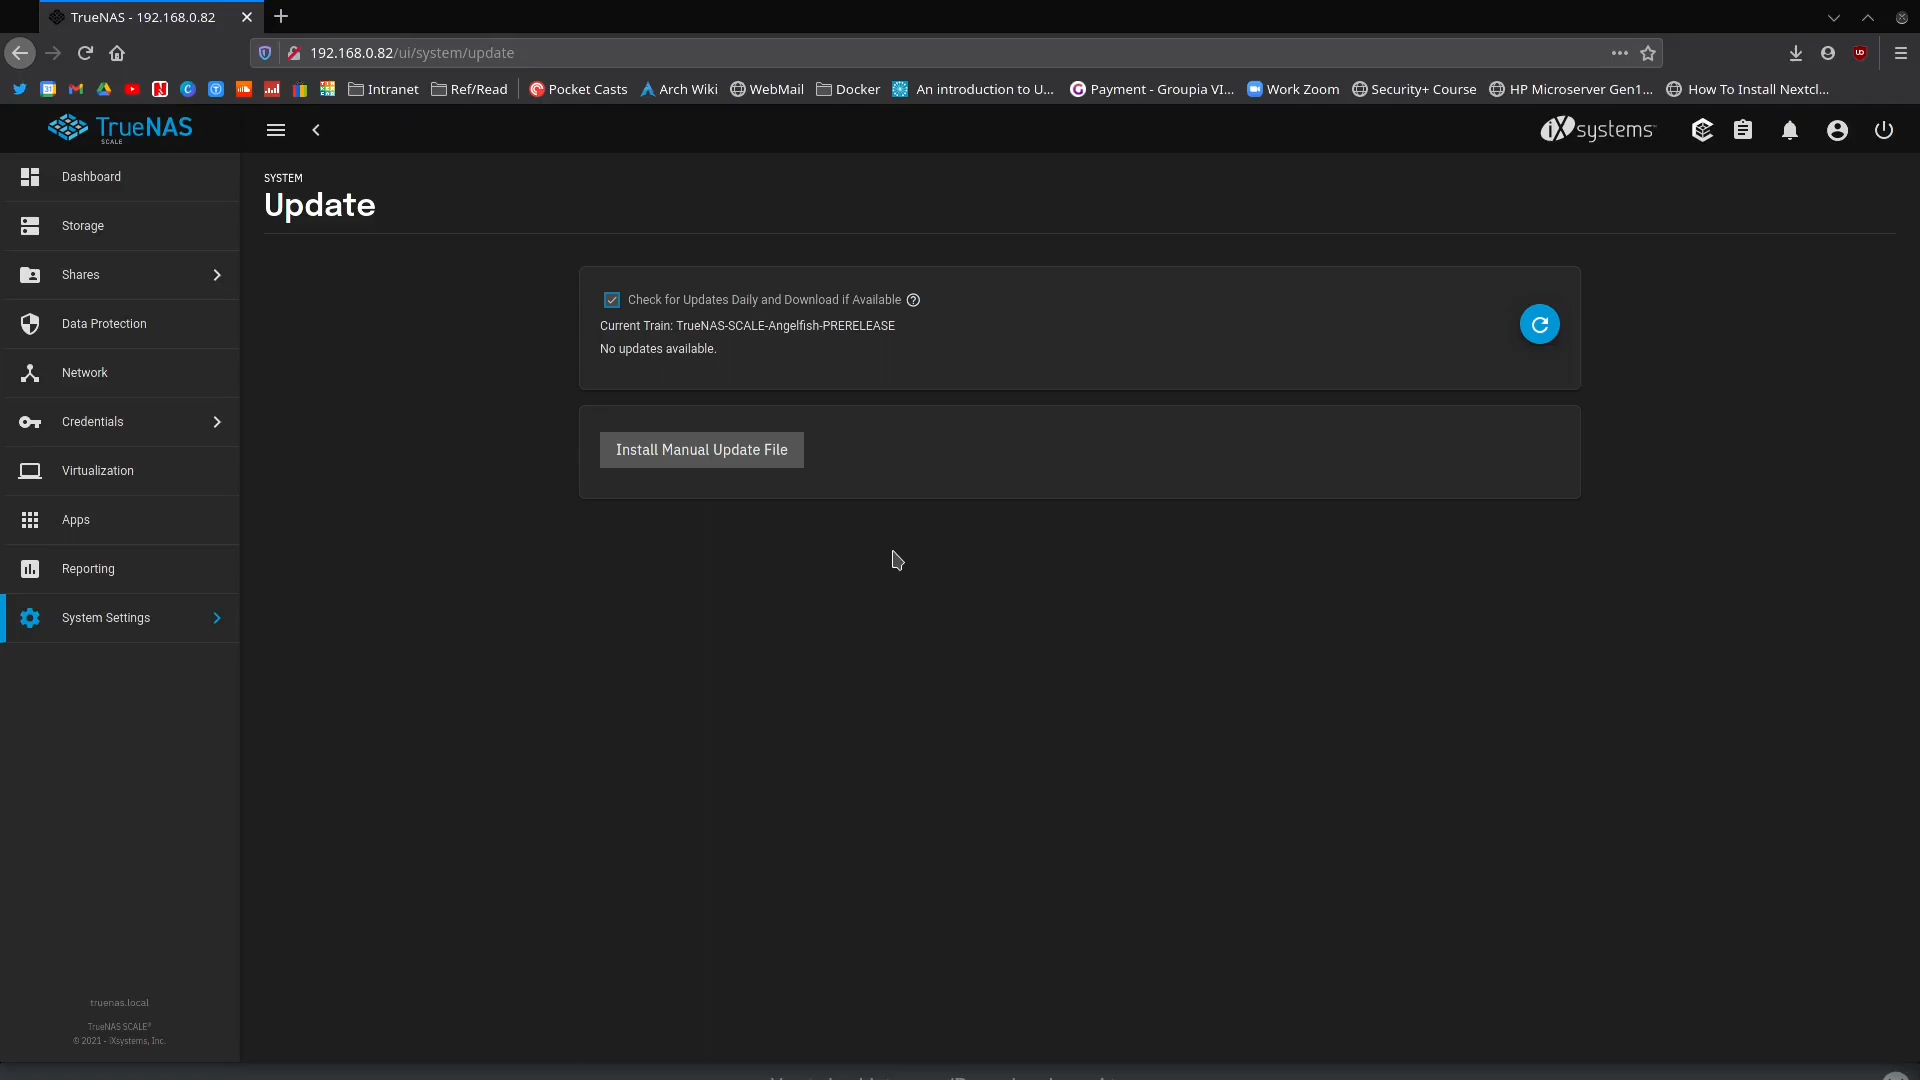 TrueNAS - 192.168.0.82
192.168.0.82/ui/system/update
Intranet Ref/Read Pocket Casts Arch Wiki WebMail Docker An introduction to U... Payment - Groupia VI... Work Zoom Security+ Course HP Microserver Gen1... How To Install Nextcl...
TrueNAS
SCALE
iXsystems™
Dashboard
Storage
Shares
Data Protection
Network
Credentials
Virtualization
Apps
Reporting
System Settings
truenas.local
TrueNAS SCALE®
© 2021 - iXsystems, Inc.
SYSTEM
Update
Check for Updates Daily and Download if Available
Current Train: TrueNAS-SCALE-Angelfish-PRERELEASE
No updates available.
Install Manual Update File